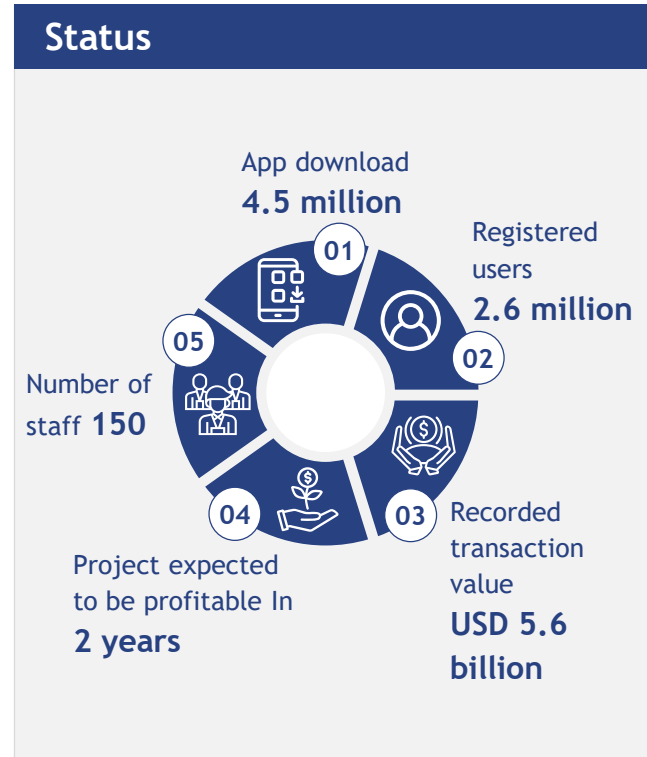 Status
App download
4.5 million
01
Registered
users
2.6 million
02
03
Recorded
transaction
value
USD 5.6
billion
04
Project expected
to be profitable In
2 years
05
Number of
staff 150